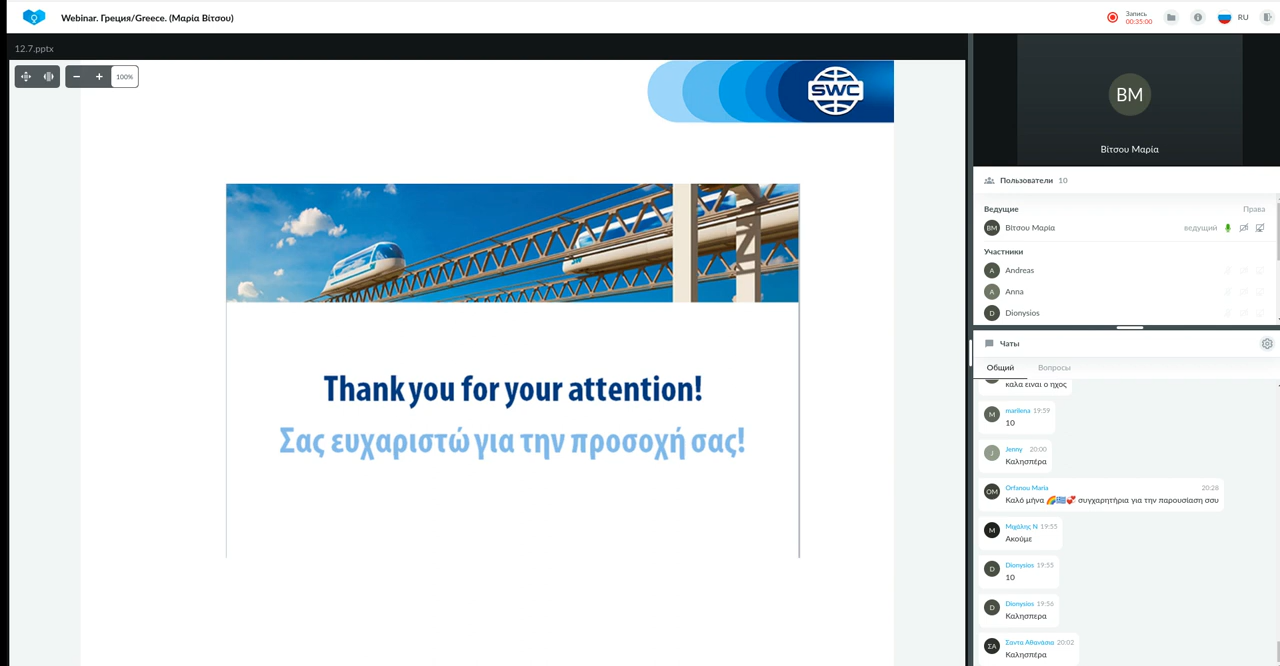 Webinar. Греция/Greece. (Μαρία Βίτσου)
Запись
00:35:00
RU
12.7.pptx
100%
SWC
Thank you for your attention!
Σας ευχαριστώ για την προσοχή σας!
BM
Βίτσου Μαρία
Пользователи 10
Ведущие
Права
BM Βίτσου Μαρία ведущий
Участники
A Andreas
A Anna
D Dionysios
Чаты
Общий
Вопросы
καλα ειναι ο ηχος
M marilena 19:59
10
J Jenny 20:00
Καλησπέρα
OM Orfanou Maria 20:28
Καλό μήνα 🌈🇬🇷💞 συγχαρητήρια για την παρουσίαση σου
M Μιχάλης Ν 19:55
Ακούμε
D Dionysios 19:55
10
D Dionysios 19:56
Καλησπερα
ΣΑ Σαντα Αθανάσια 20:02
Καλησπέρα